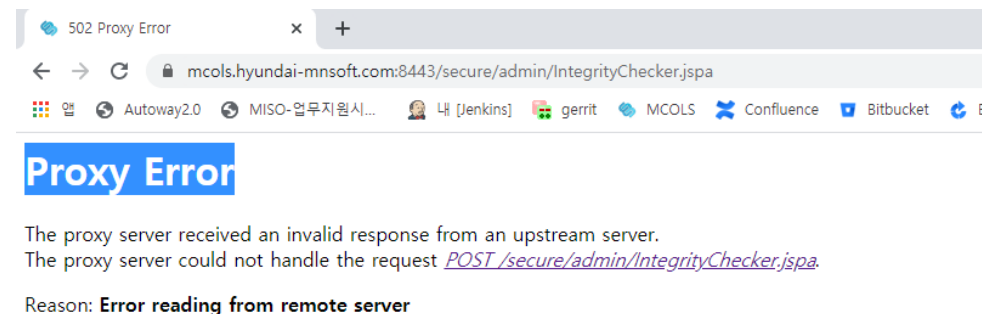 502 Proxy Error
mcols.hyundai-mnsoft.com:8443/secure/admin/IntegrityChecker.jspa
앱 Autoway2.0 MISO-업무지원시... 내 [Jenkins] gerrit MCOLS Confluence Bitbucket
Proxy Error
The proxy server received an invalid response from an upstream server.
The proxy server could not handle the request POST /secure/admin/IntegrityChecker.jspa.
Reason: Error reading from remote server